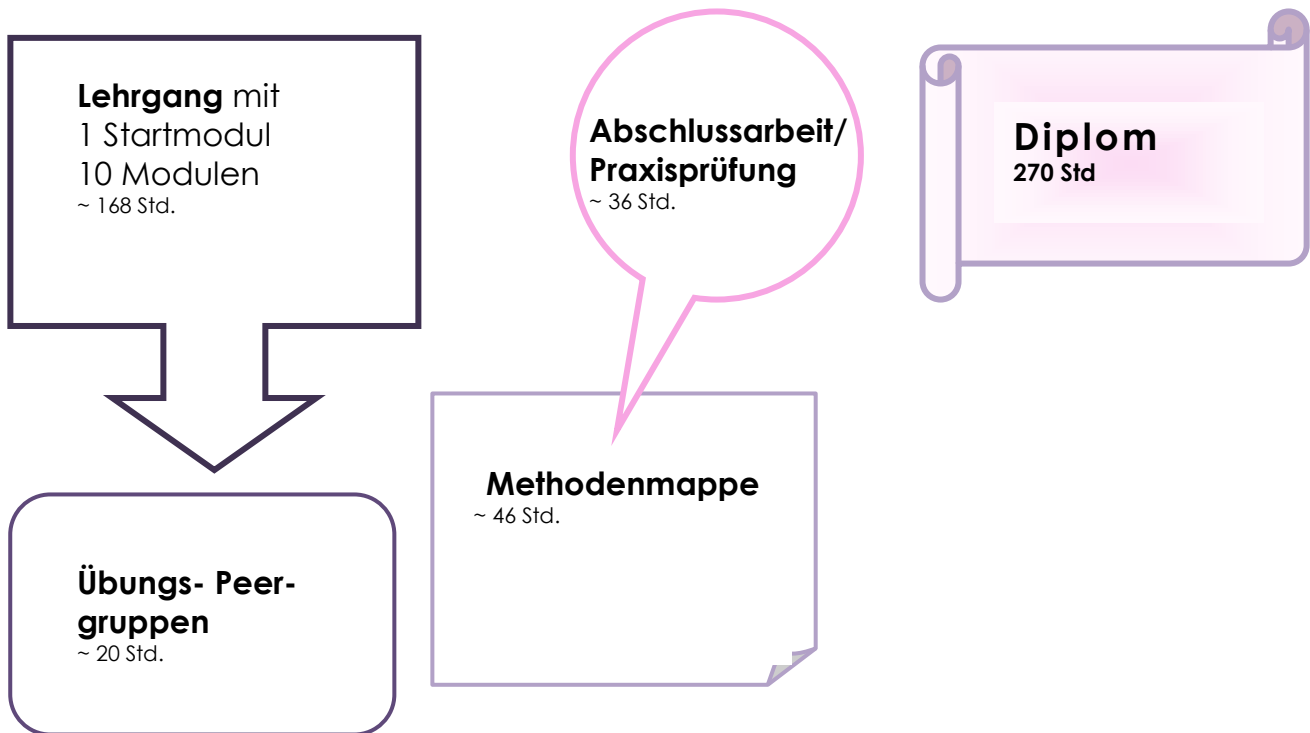 Lehrgang mit
1 Startmodul
10 Modulen
~ 168 Std.
Übungs- Peer-
gruppen
~ 20 Std.
Abschlussarbeit/
Praxisprüfung
~ 36 Std.
Methodenmappe
~ 46 Std.
Diplom
270 Std